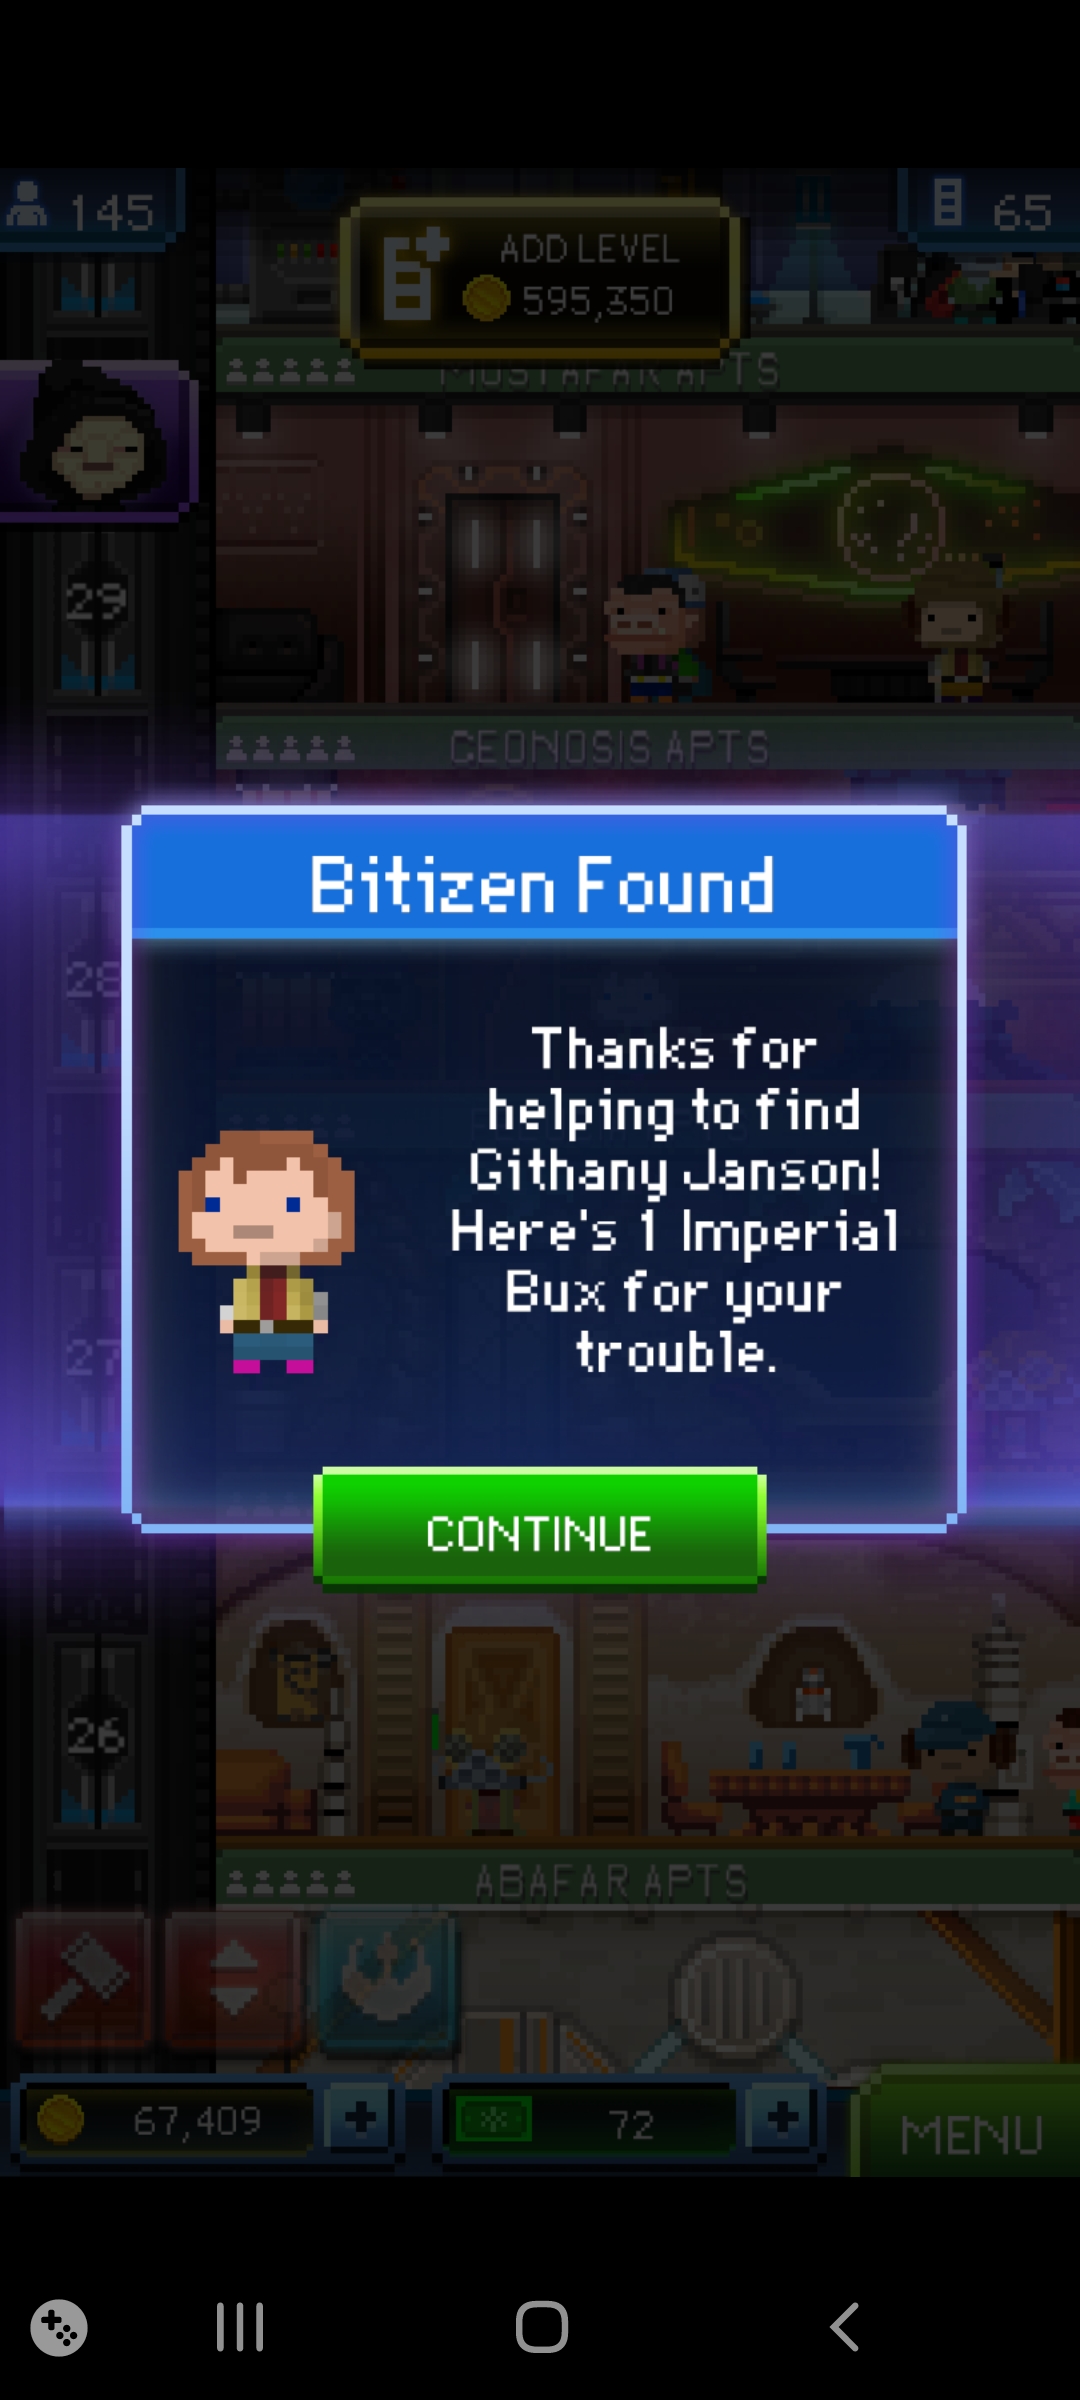 145
65
ADD LEVEL
595,350
MUSTAFAR APTS
29
GEONOSIS APTS
Bitizen Found
28
Thanks for
helping to find
Githany Janson!
Here's 1 Imperial
Bux for your
trouble.
27
CONTINUE
26
ABAFAR APTS
67,409
72
MENU